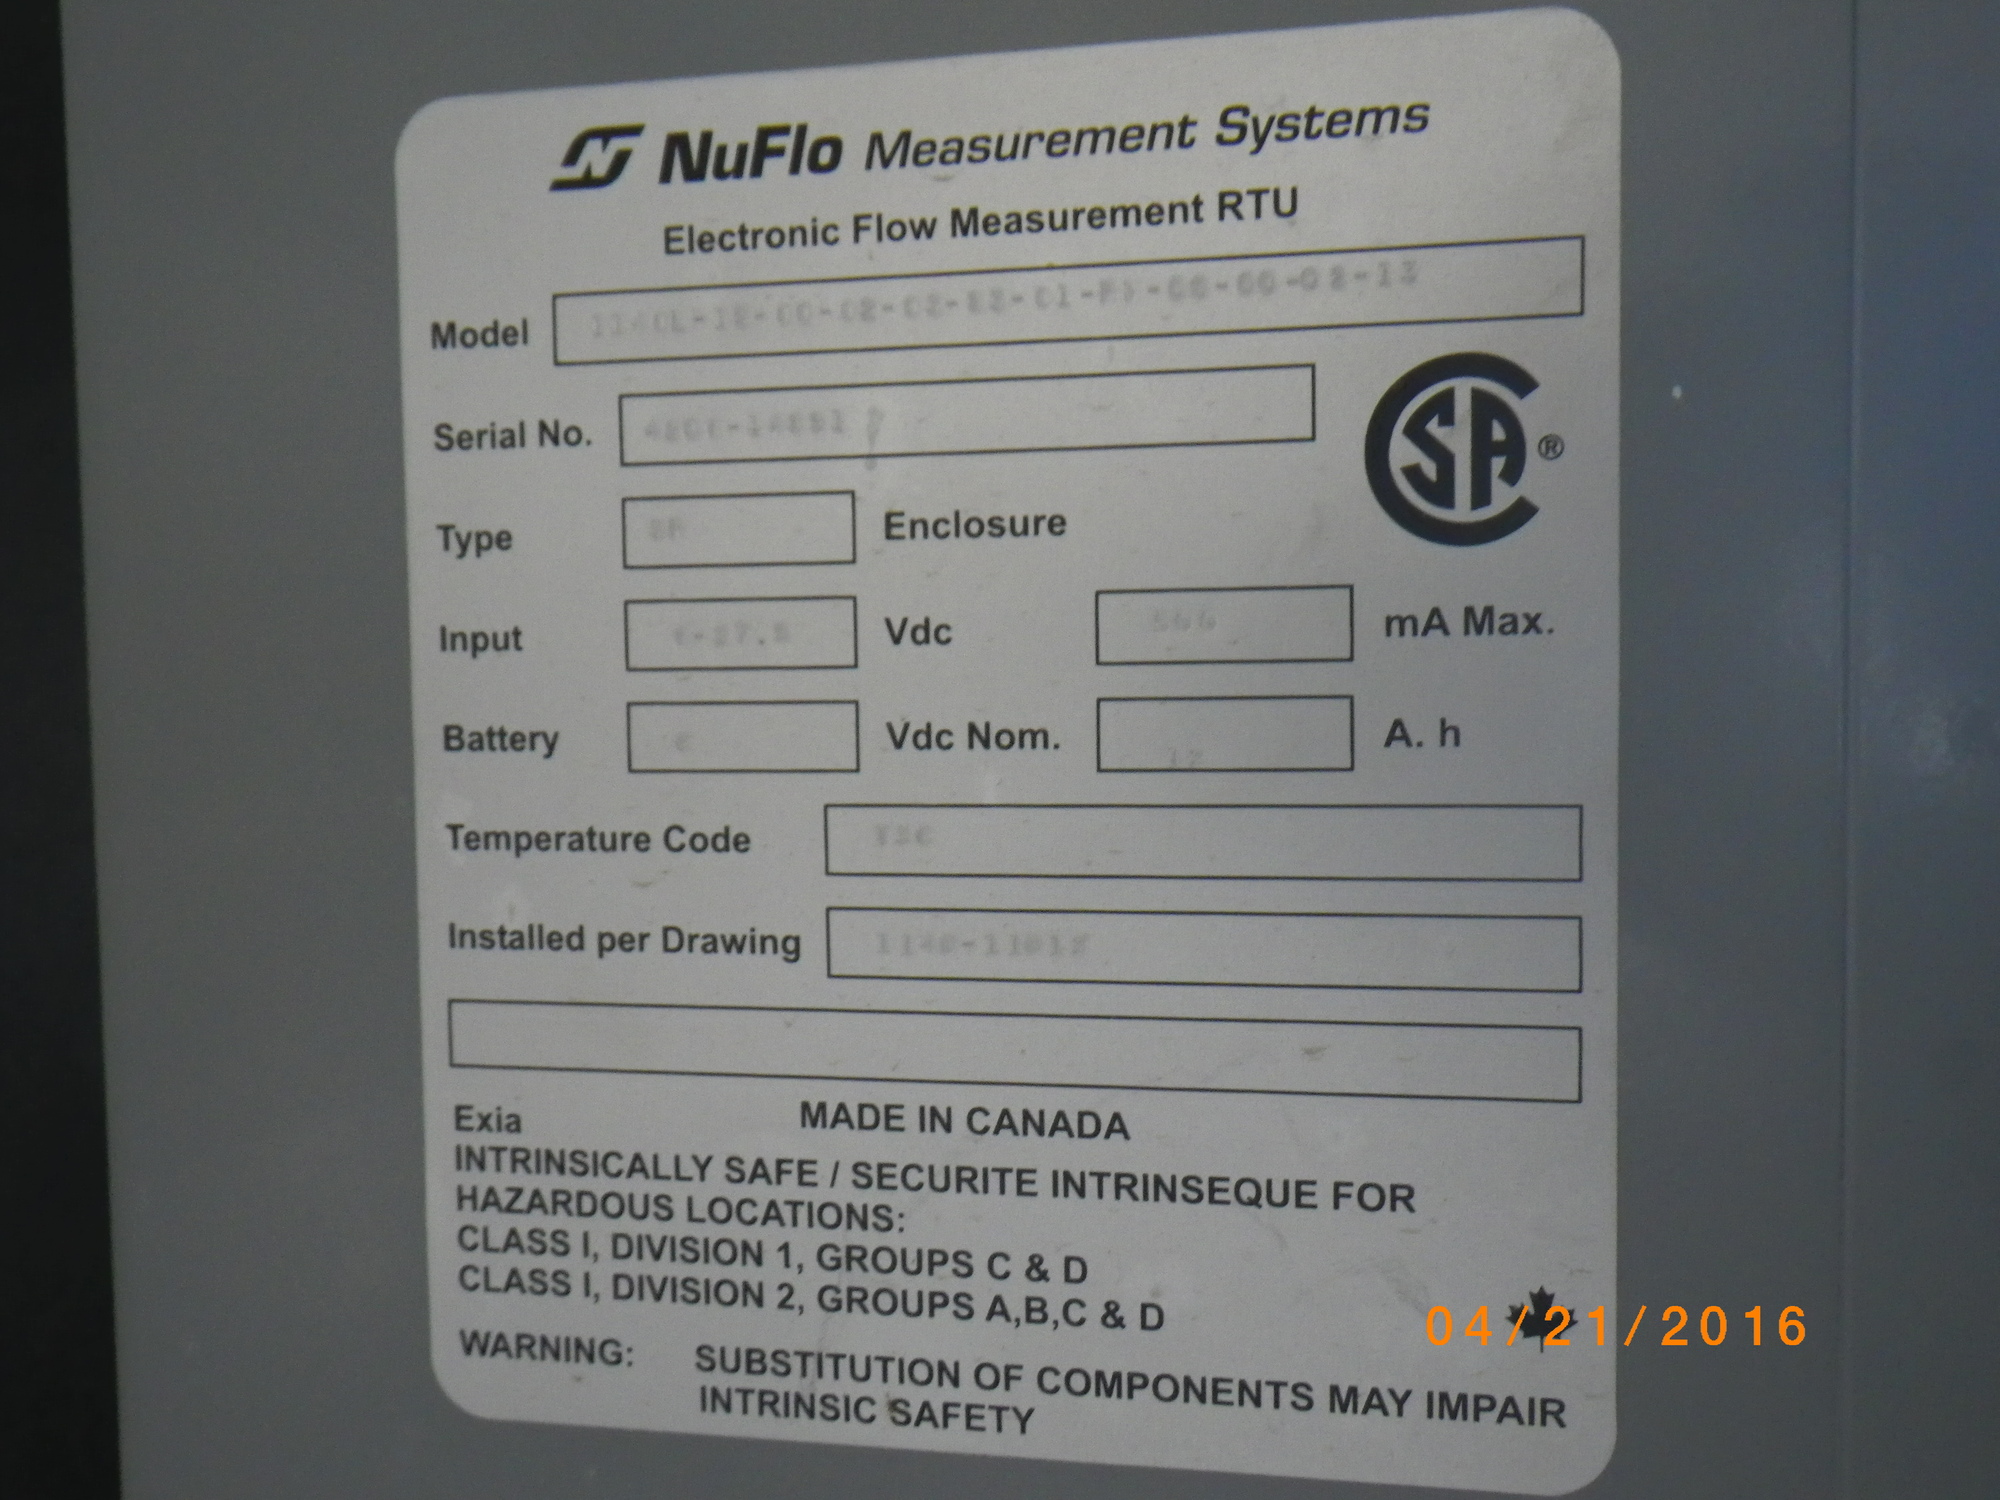 NuFlo Measurement Systems
Electronic Flow Measurement RTU
Model
Serial No.
Type Enclosure
CSA ®
Input Vdc mA Max.
Battery Vdc Nom. A. h
Temperature Code
Installed per Drawing
Exia MADE IN CANADA
INTRINSICALLY SAFE / SECURITE INTRINSEQUE FOR
HAZARDOUS LOCATIONS:
CLASS I, DIVISION 1, GROUPS C & D
CLASS I, DIVISION 2, GROUPS A,B,C & D
WARNING: SUBSTITUTION OF COMPONENTS MAY IMPAIR
INTRINSIC SAFETY
04/21/2016